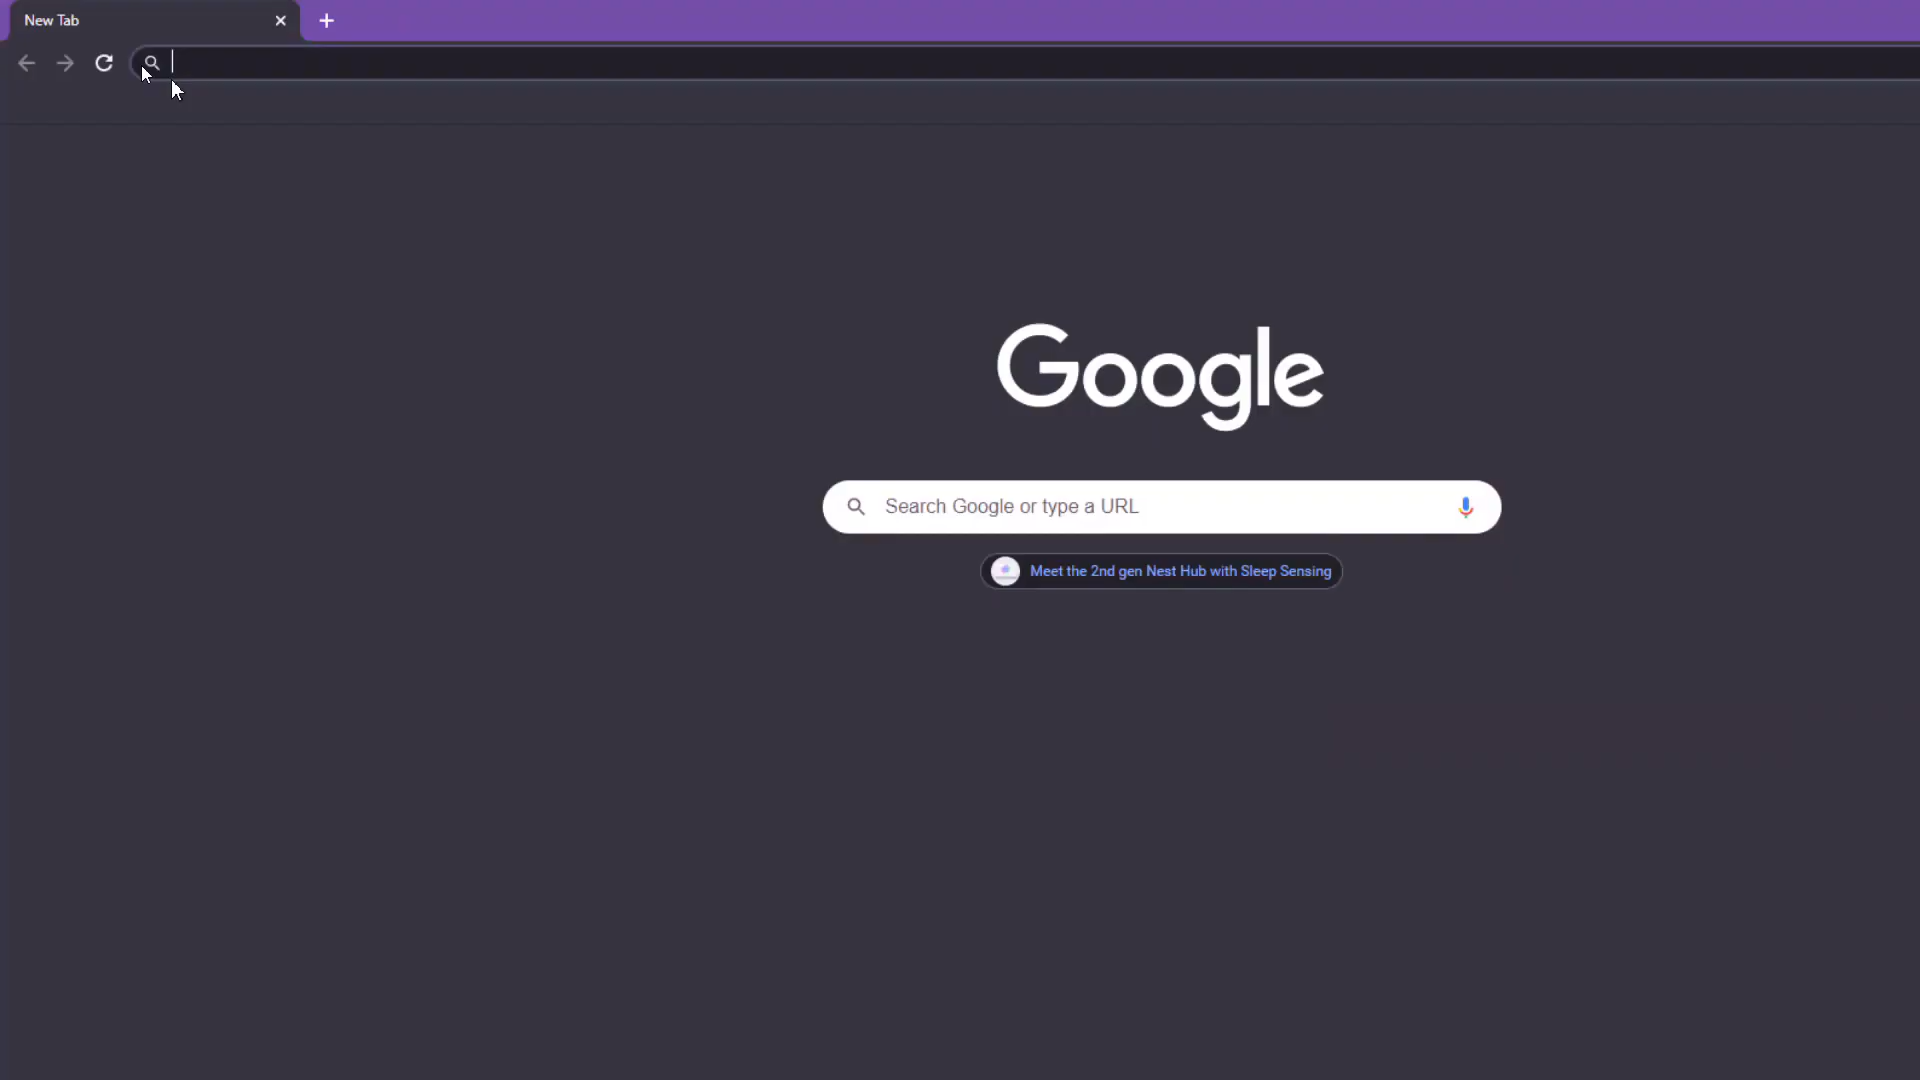 New Tab
Google
Search Google or type a URL
Meet the 2nd gen Nest Hub with Sleep Sensing